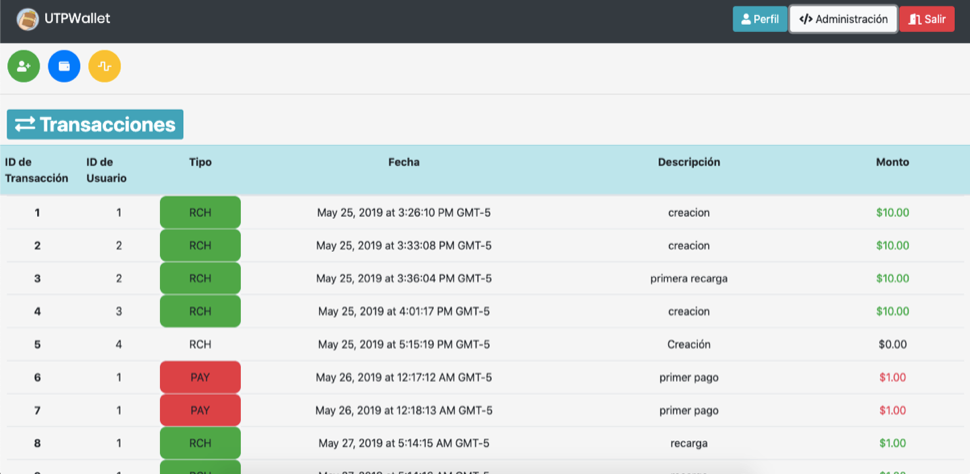 UTPWallet
Perfil
</> Administración
Salir
Transacciones
ID de Transacción ID de Usuario Tipo Fecha Descripción Monto
1 1 RCH May 25, 2019 at 3:26:10 PM GMT-5 creacion $10.00
2 2 RCH May 25, 2019 at 3:33:08 PM GMT-5 creacion $10.00
3 2 RCH May 25, 2019 at 3:36:04 PM GMT-5 primera recarga $10.00
4 3 RCH May 25, 2019 at 4:01:17 PM GMT-5 creacion $10.00
5 4 RCH May 25, 2019 at 5:15:19 PM GMT-5 Creación $0.00
6 1 PAY May 26, 2019 at 12:17:12 AM GMT-5 primer pago $1.00
7 1 PAY May 26, 2019 at 12:18:13 AM GMT-5 primer pago $1.00
8 1 RCH May 27, 2019 at 5:14:15 AM GMT-5 recarga $1.00